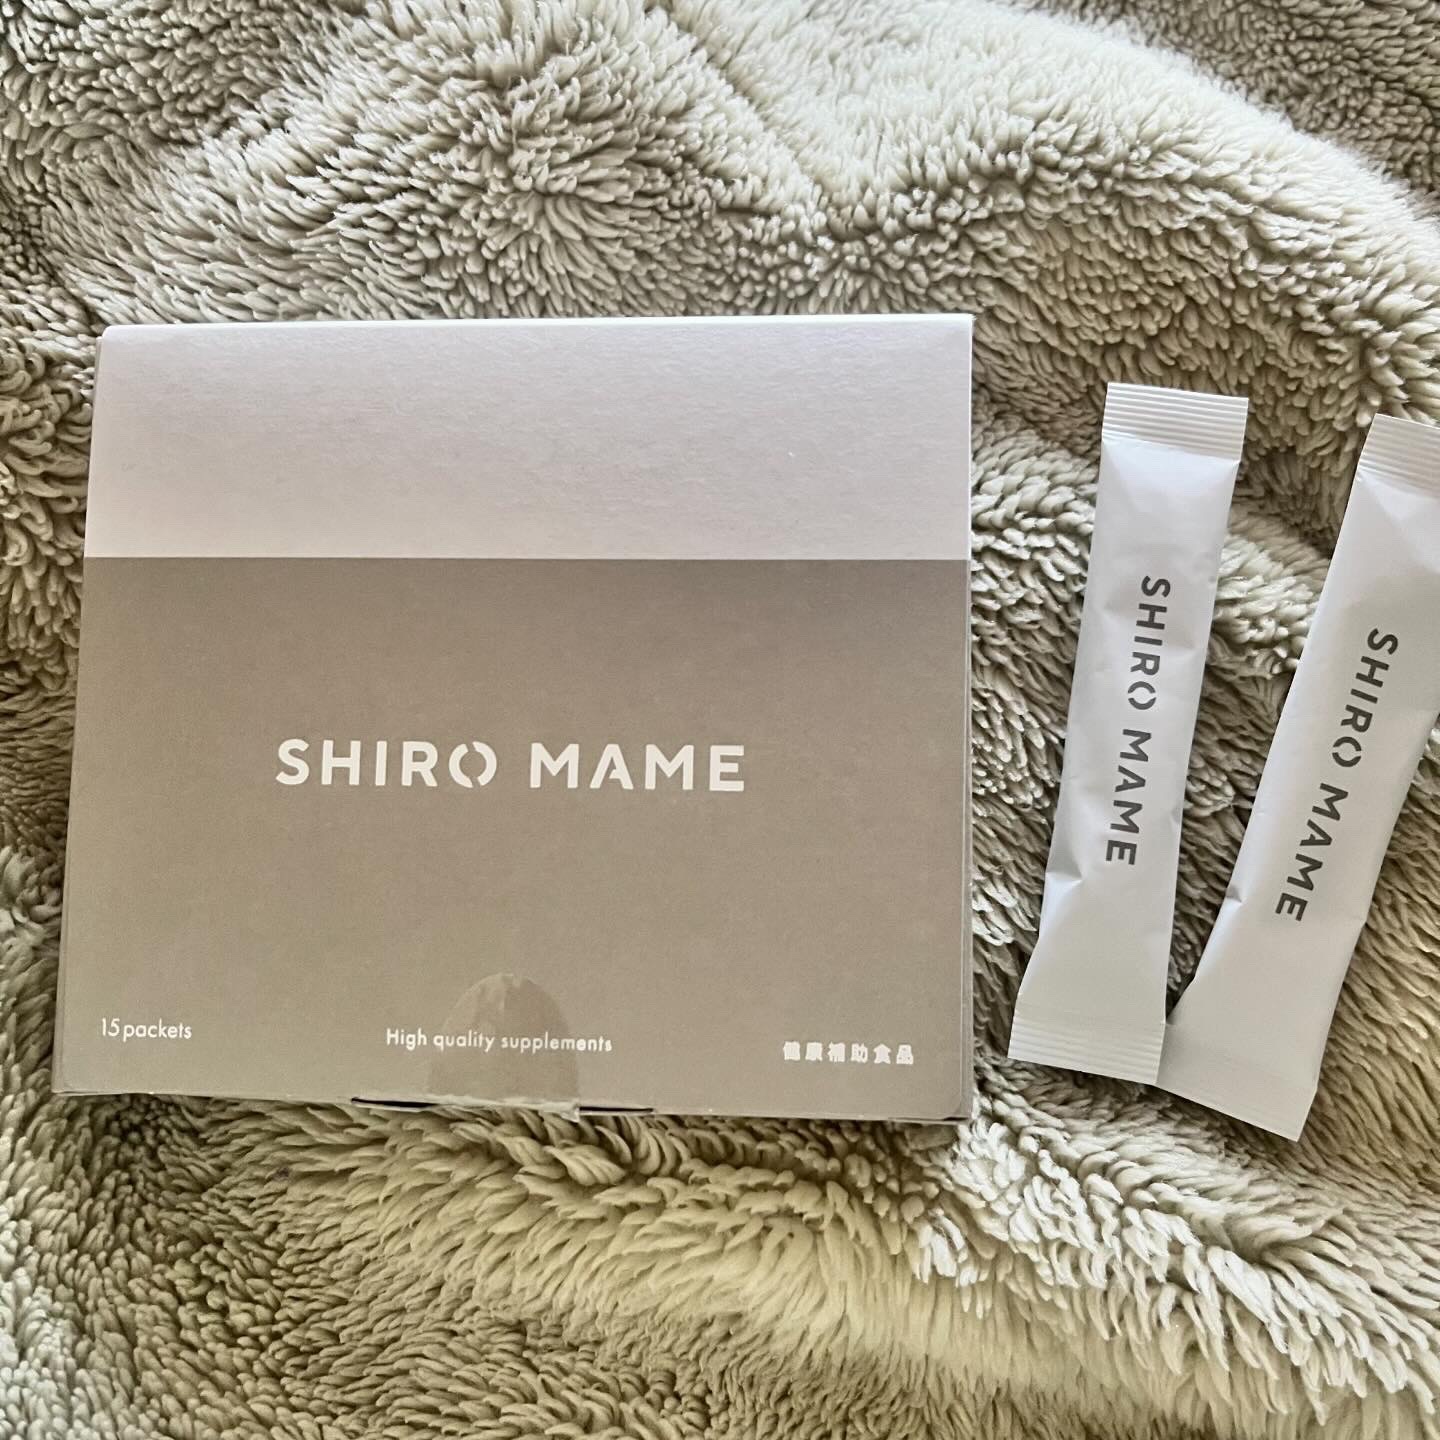 SHIRO MAME
15 packets
High quality supplements
健康補助食品
SHIRO MAME
SHIRO MAME